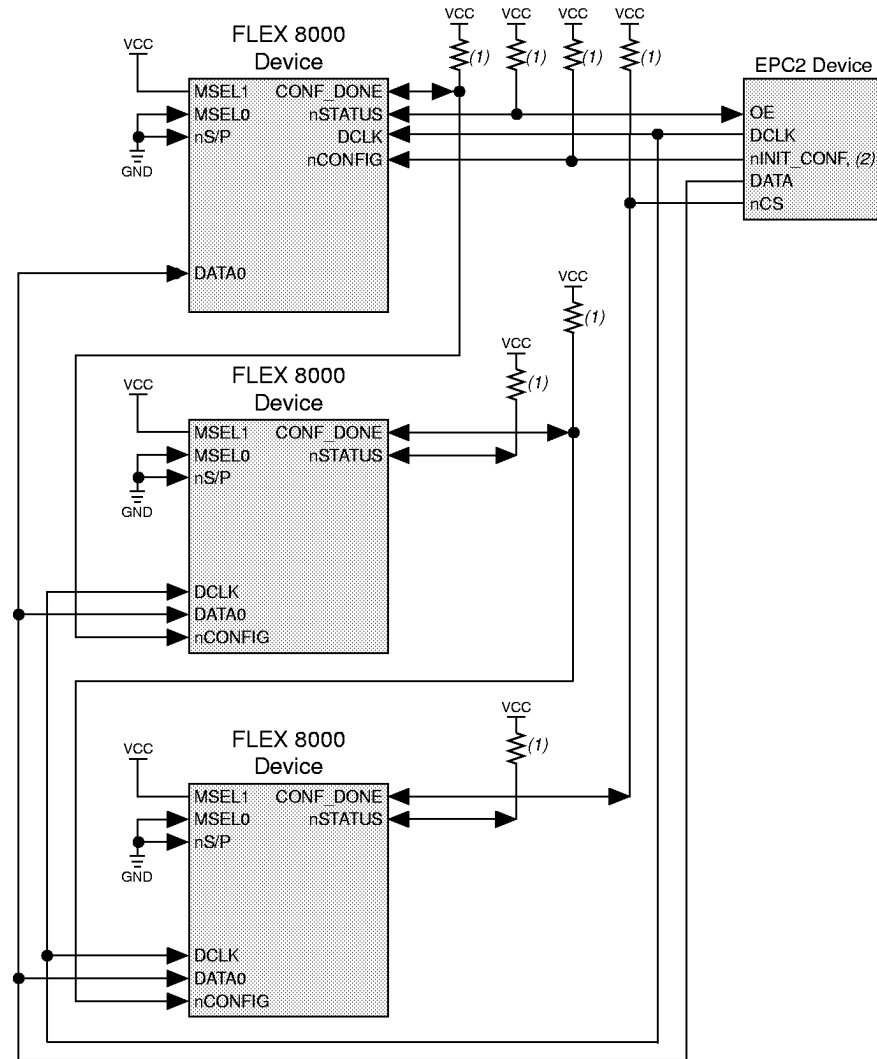 VCC VCC VCC VCC
VCC
FLEX 8000
Device
(1) (1) (1) (1)
EPC2 Device
MSEL1 CONF_DONE
MSEL0 nSTATUS
nS/P DCLK
nCONFIG
GND
OE
DCLK
nINIT_CONF, (2)
DATA
nCS
DATA0
VCC
(1)
VCC
(1)
FLEX 8000
Device
VCC
MSEL1 CONF_DONE
MSEL0 nSTATUS
nS/P
GND
DCLK
DATA0
nCONFIG
VCC
(1)
FLEX 8000
Device
VCC
MSEL1 CONF_DONE
MSEL0 nSTATUS
nS/P
GND
DCLK
DATA0
nCONFIG